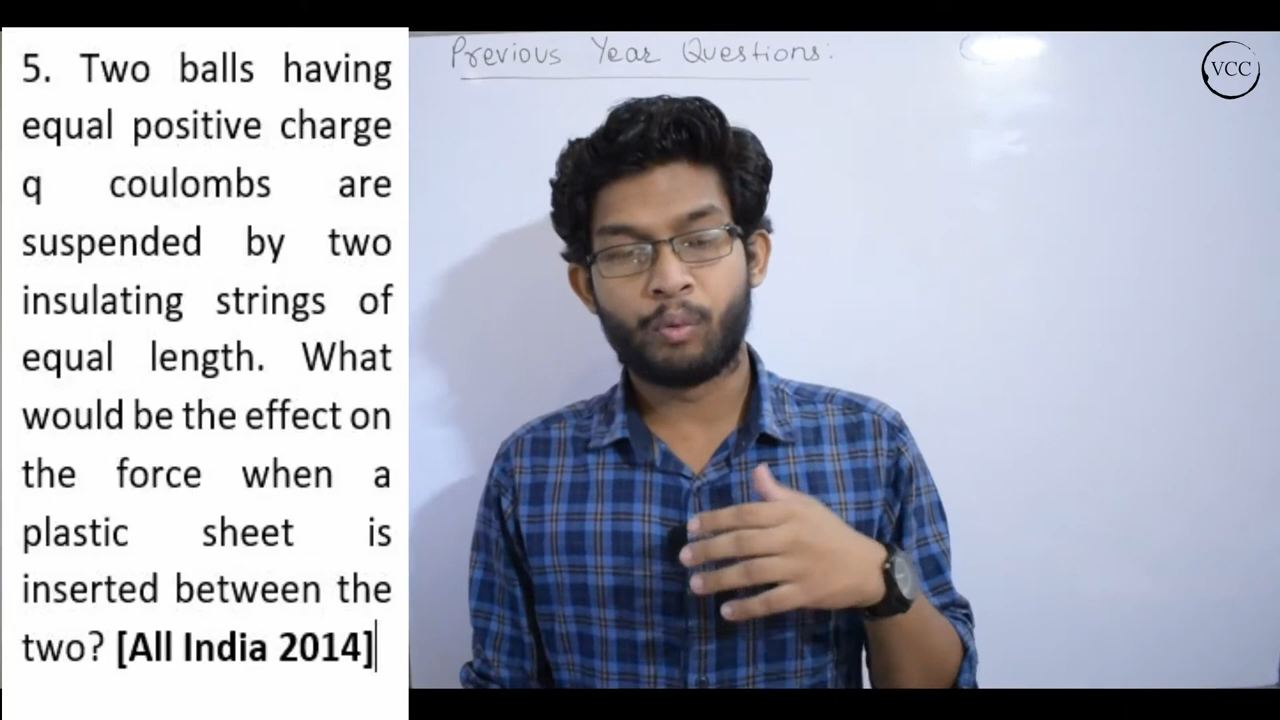 5. Two balls having
equal positive charge
q coulombs are
suspended by two
insulating strings of
equal length. What
would be the effect on
the force when a
plastic sheet is
inserted between the
two? [All India 2014]
Previous Year Questions:
VCC